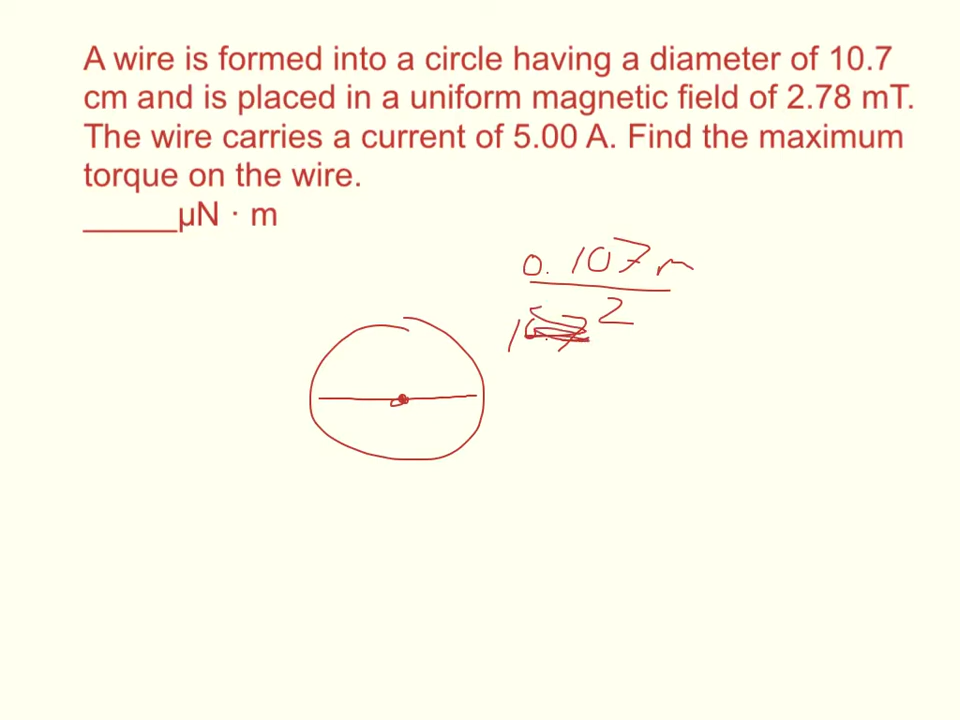 A wire is formed into a circle having a diameter of 10.7
cm and is placed in a uniform magnetic field of 2.78 mT.
The wire carries a current of 5.00 A. Find the maximum
torque on the wire.
_____µN · m
0.107 m
2